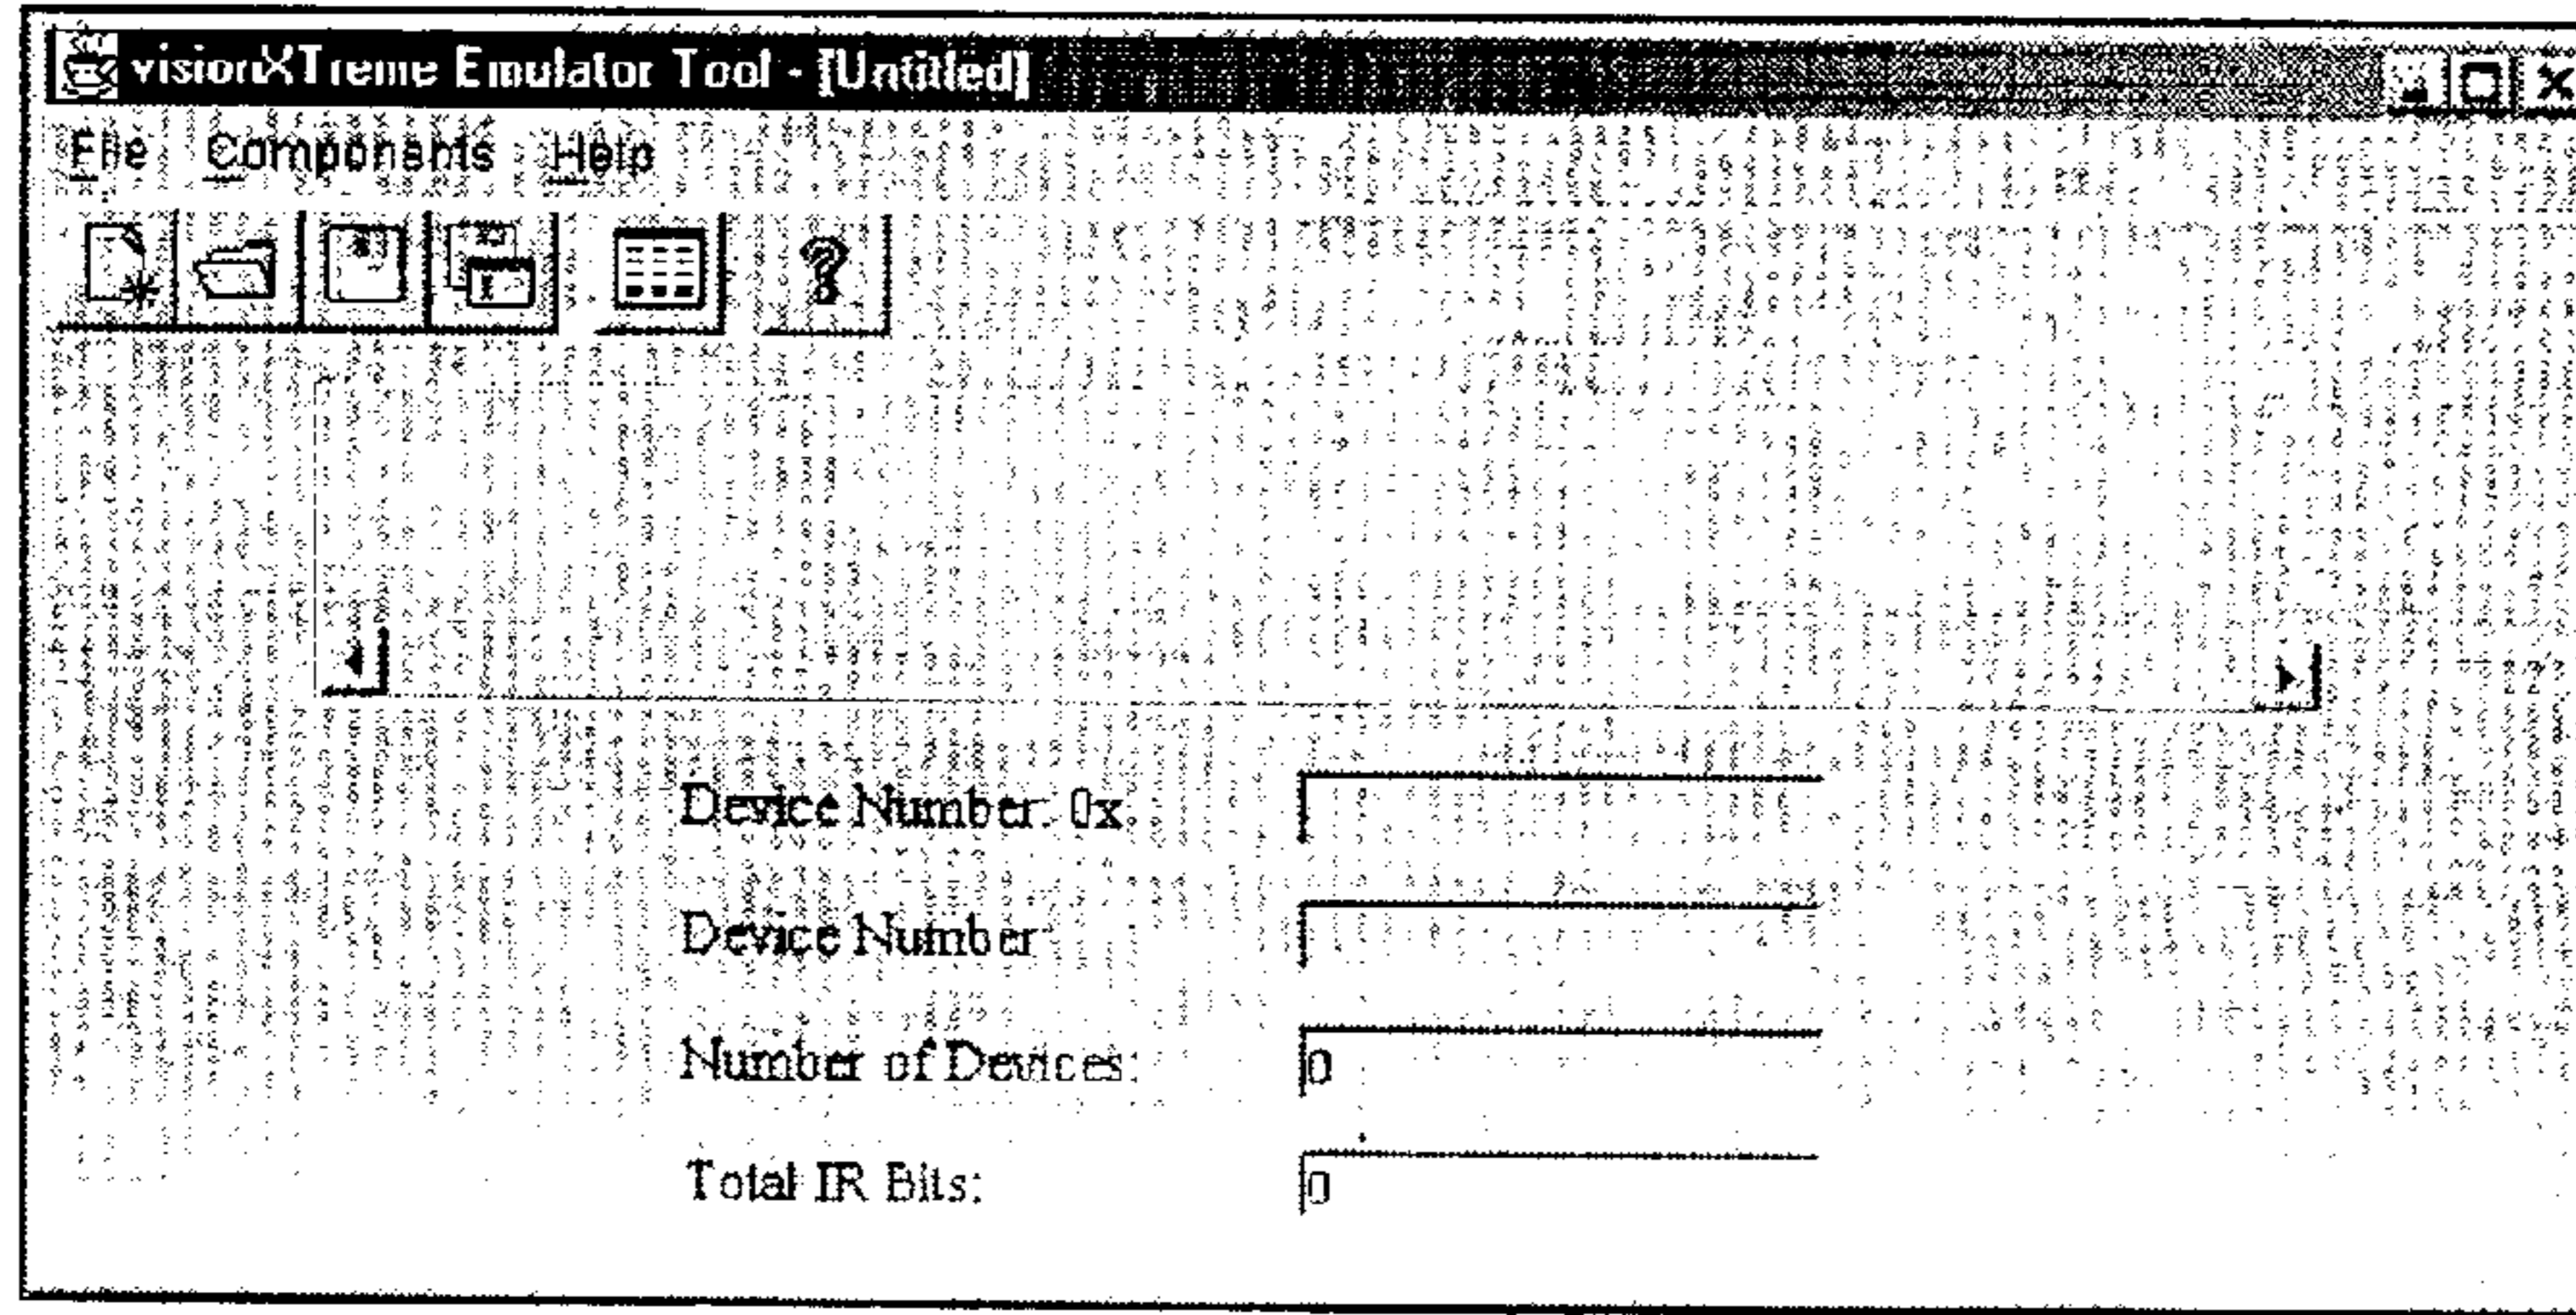 visionXTreme Emulator Tool - [Untitled]
File Components Help
Device Number: 0x
Device Number
Number of Devices: 0
Total IR Bits: 0